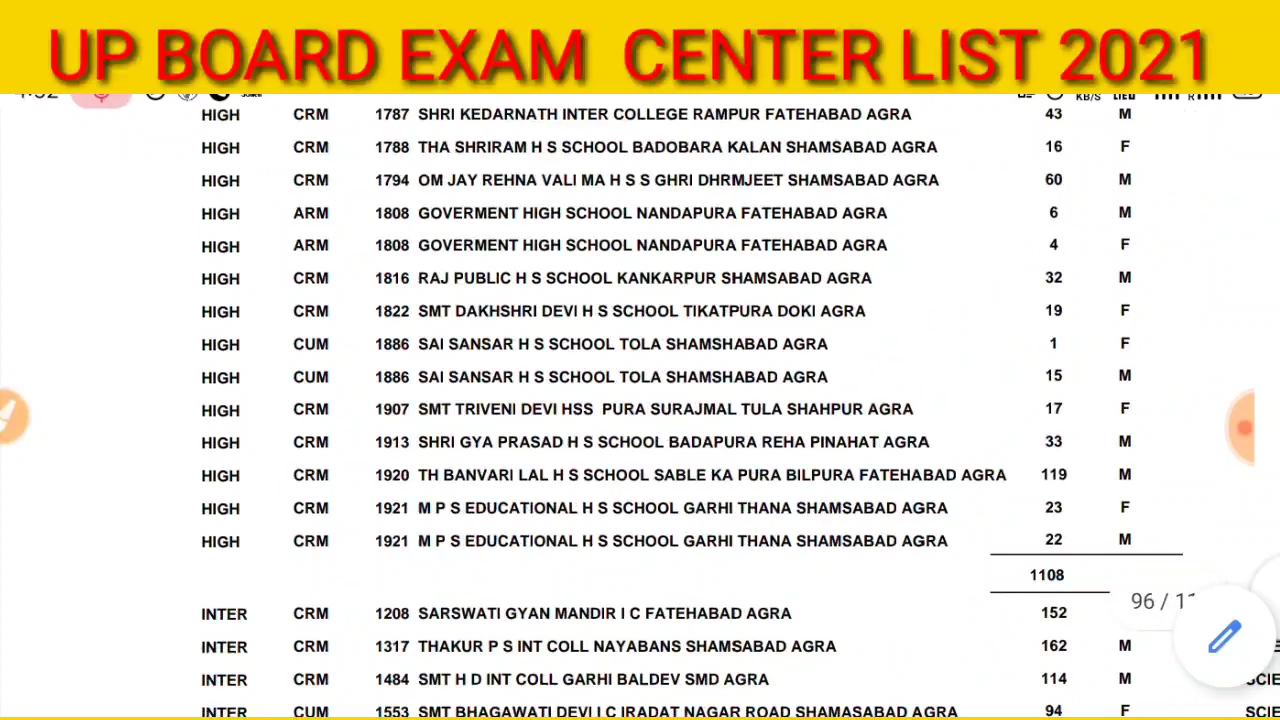 UP BOARD EXAM CENTER LIST 2021
KB/S
HIGH CRM 1787 SHRI KEDARNATH INTER COLLEGE RAMPUR FATEHABAD AGRA 43 M
HIGH CRM 1788 THA SHRIRAM H S SCHOOL BADOBARA KALAN SHAMSABAD AGRA 16 F
HIGH CRM 1794 OM JAY REHNA VALI MA H S S GHRI DHRMJEET SHAMSABAD AGRA 60 M
HIGH ARM 1808 GOVERMENT HIGH SCHOOL NANDAPURA FATEHABAD AGRA 6 M
HIGH ARM 1808 GOVERMENT HIGH SCHOOL NANDAPURA FATEHABAD AGRA 4 F
HIGH CRM 1816 RAJ PUBLIC H S SCHOOL KANKARPUR SHAMSABAD AGRA 32 M
HIGH CRM 1822 SMT DAKHSHRI DEVI H S SCHOOL TIKATPURA DOKI AGRA 19 F
HIGH CUM 1886 SAI SANSAR H S SCHOOL TOLA SHAMSHABAD AGRA 1 F
HIGH CUM 1886 SAI SANSAR H S SCHOOL TOLA SHAMSHABAD AGRA 15 M
HIGH CRM 1907 SMT TRIVENI DEVI HSS PURA SURAJMAL TULA SHAHPUR AGRA 17 F
HIGH CRM 1913 SHRI GYA PRASAD H S SCHOOL BADAPURA REHA PINAHAT AGRA 33 M
HIGH CRM 1920 TH BANVARI LAL H S SCHOOL SABLE KA PURA BILPURA FATEHABAD AGRA 119 M
HIGH CRM 1921 M P S EDUCATIONAL H S SCHOOL GARHI THANA SHAMSABAD AGRA 23 F
HIGH CRM 1921 M P S EDUCATIONAL H S SCHOOL GARHI THANA SHAMSABAD AGRA 22 M
1108
96 / 11
INTER CRM 1208 SARSWATI GYAN MANDIR I C FATEHABAD AGRA 152
INTER CRM 1317 THAKUR P S INT COLL NAYABANS SHAMSABAD AGRA 162 M
INTER CRM 1484 SMT H D INT COLL GARHI BALDEV SMD AGRA 114 M SCIE
INTER CUM 1553 SMT BHAGAWATI DEVI I C IRADAT NAGAR ROAD SHAMASABAD AGRA 94 F SCIE